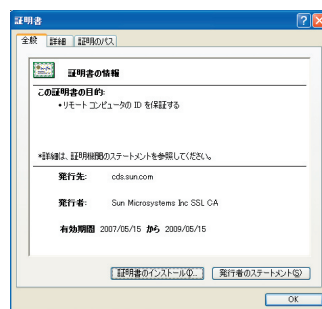 証明書
全般 詳細 証明のパス
証明書の情報
この証明書の目的:
• リモート コンピュータの ID を保証する
*詳細は、証明機関のステートメントを参照してください。
発行先: cds.sun.com
発行者: Sun Microsystems Inc SSL CA
有効期間 2007/05/15 から 2009/05/15
証明書のインストール(I)... 発行者のステートメント(S)
OK